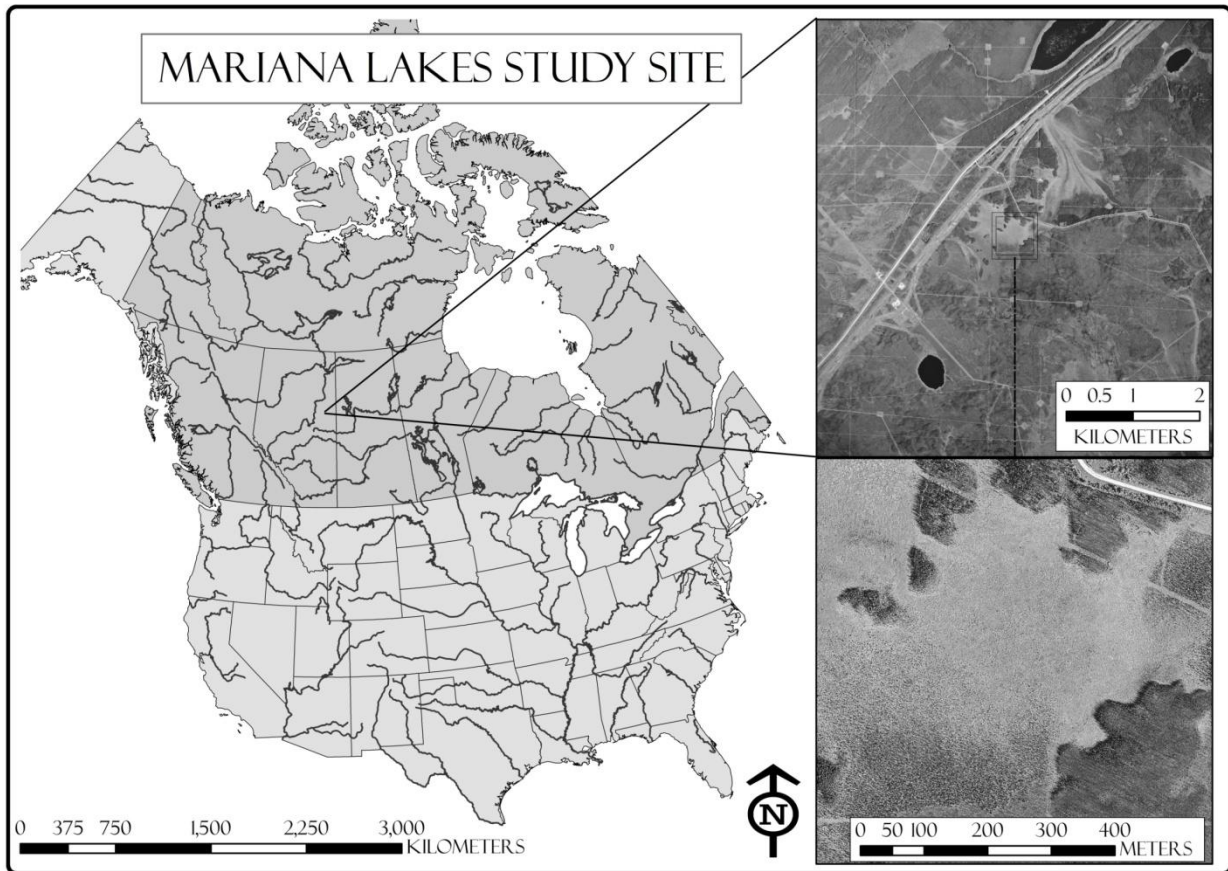 MARIANA LAKES STUDY SITE
0 0.5 1 2
KILOMETERS
N
0 375 750 1,500 2,250 3,000
KILOMETERS
0 50 100 200 300 400
METERS